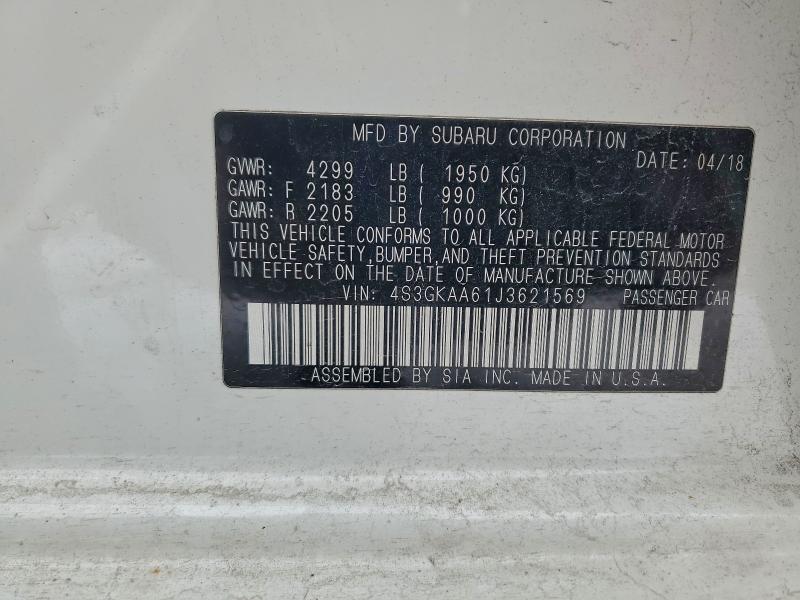 MFD BY SUBARU CORPORATION
DATE: 04/18
GVWR: 4299 LB ( 1950 KG)
GAWR: F 2183 LB ( 990 KG)
GAWR: R 2205 LB ( 1000 KG)
THIS VEHICLE CONFORMS TO ALL APPLICABLE FEDERAL MOTOR
VEHICLE SAFETY, BUMPER, AND THEFT PREVENTION STANDARDS
IN EFFECT ON THE DATE OF MANUFACTURE SHOWN ABOVE.
VIN: 4S3GKAA61J3621569 PASSENGER CAR
ASSEMBLED BY SIA INC. MADE IN U.S.A.